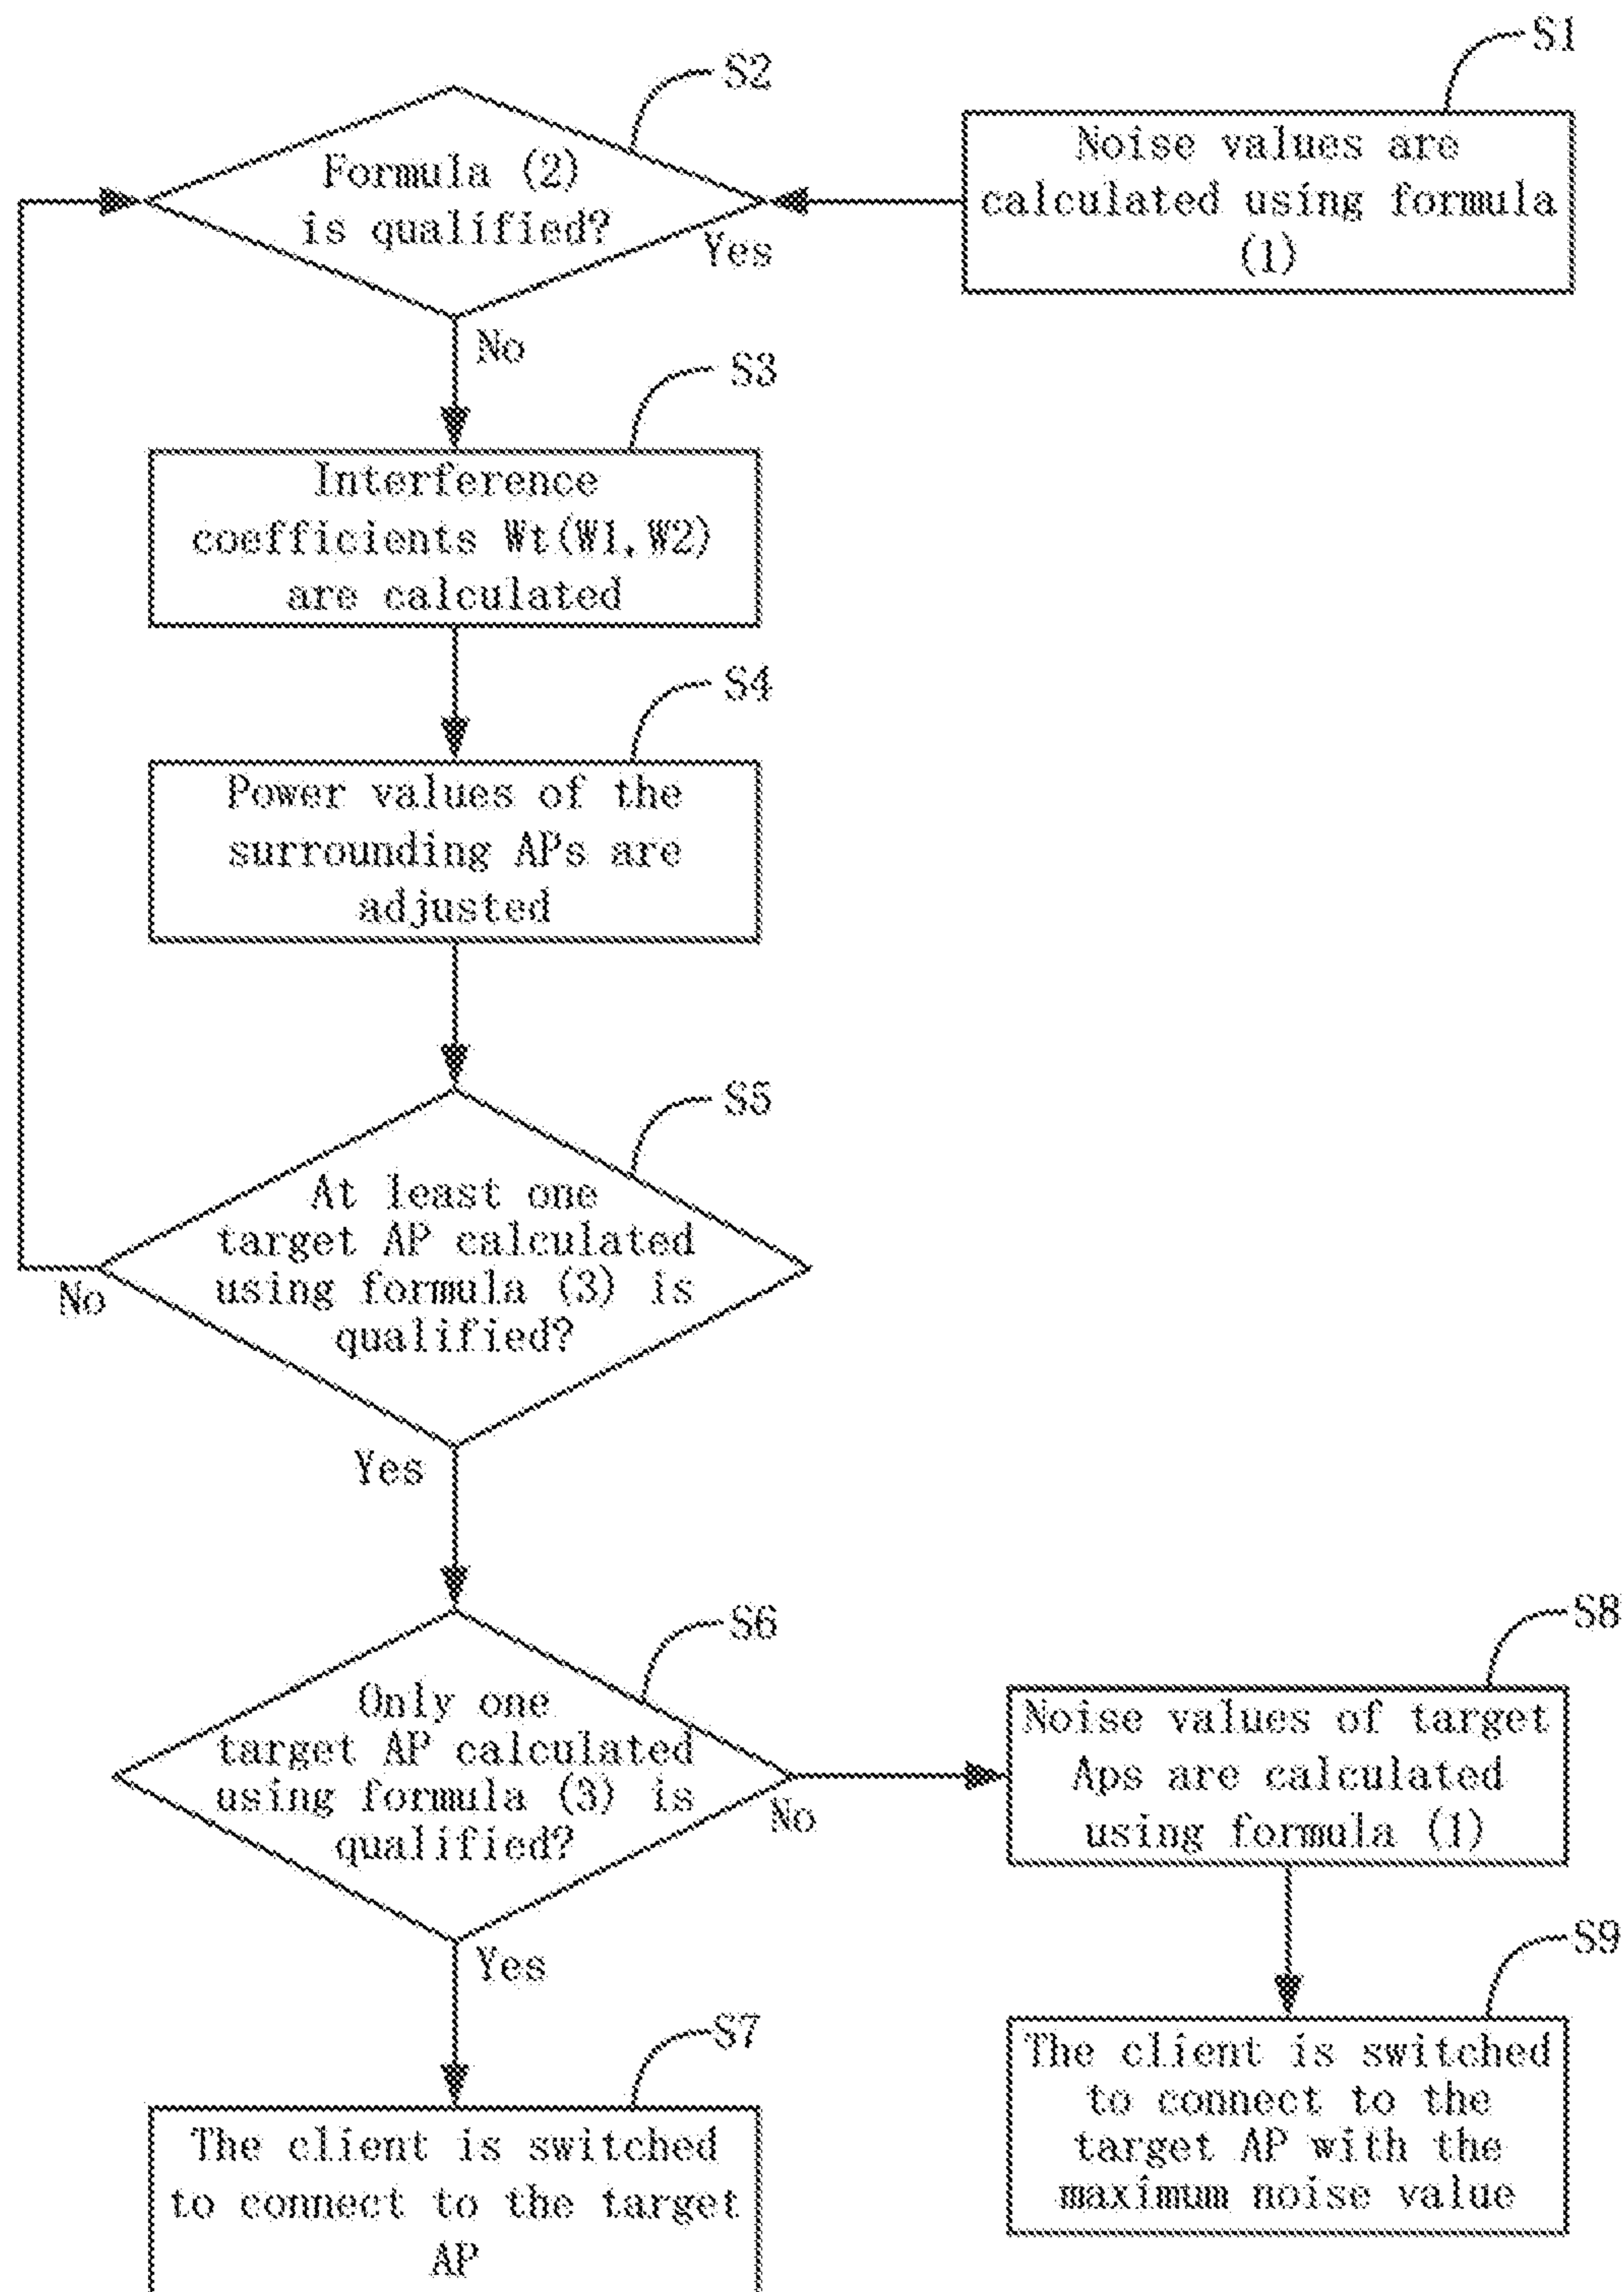 S1
Noise values are
calculated using formula
(1)
S2
Formula (2)
is qualified?
Yes
No
S3
Interference
coefficients Wt(W1,W2)
are calculated
S4
Power values of the
surrounding APs are
adjusted
S5
At least one
target AP calculated
using formula (3) is
qualified?
No
Yes
S6
Only one
target AP calculated
using formula (3) is
qualified?
No
Yes
S7
The client is switched
to connect to the target
AP
S8
Noise values of target
Aps are calculated
using formula (1)
S9
The client is switched
to connect to the
target AP with the
maximum noise value